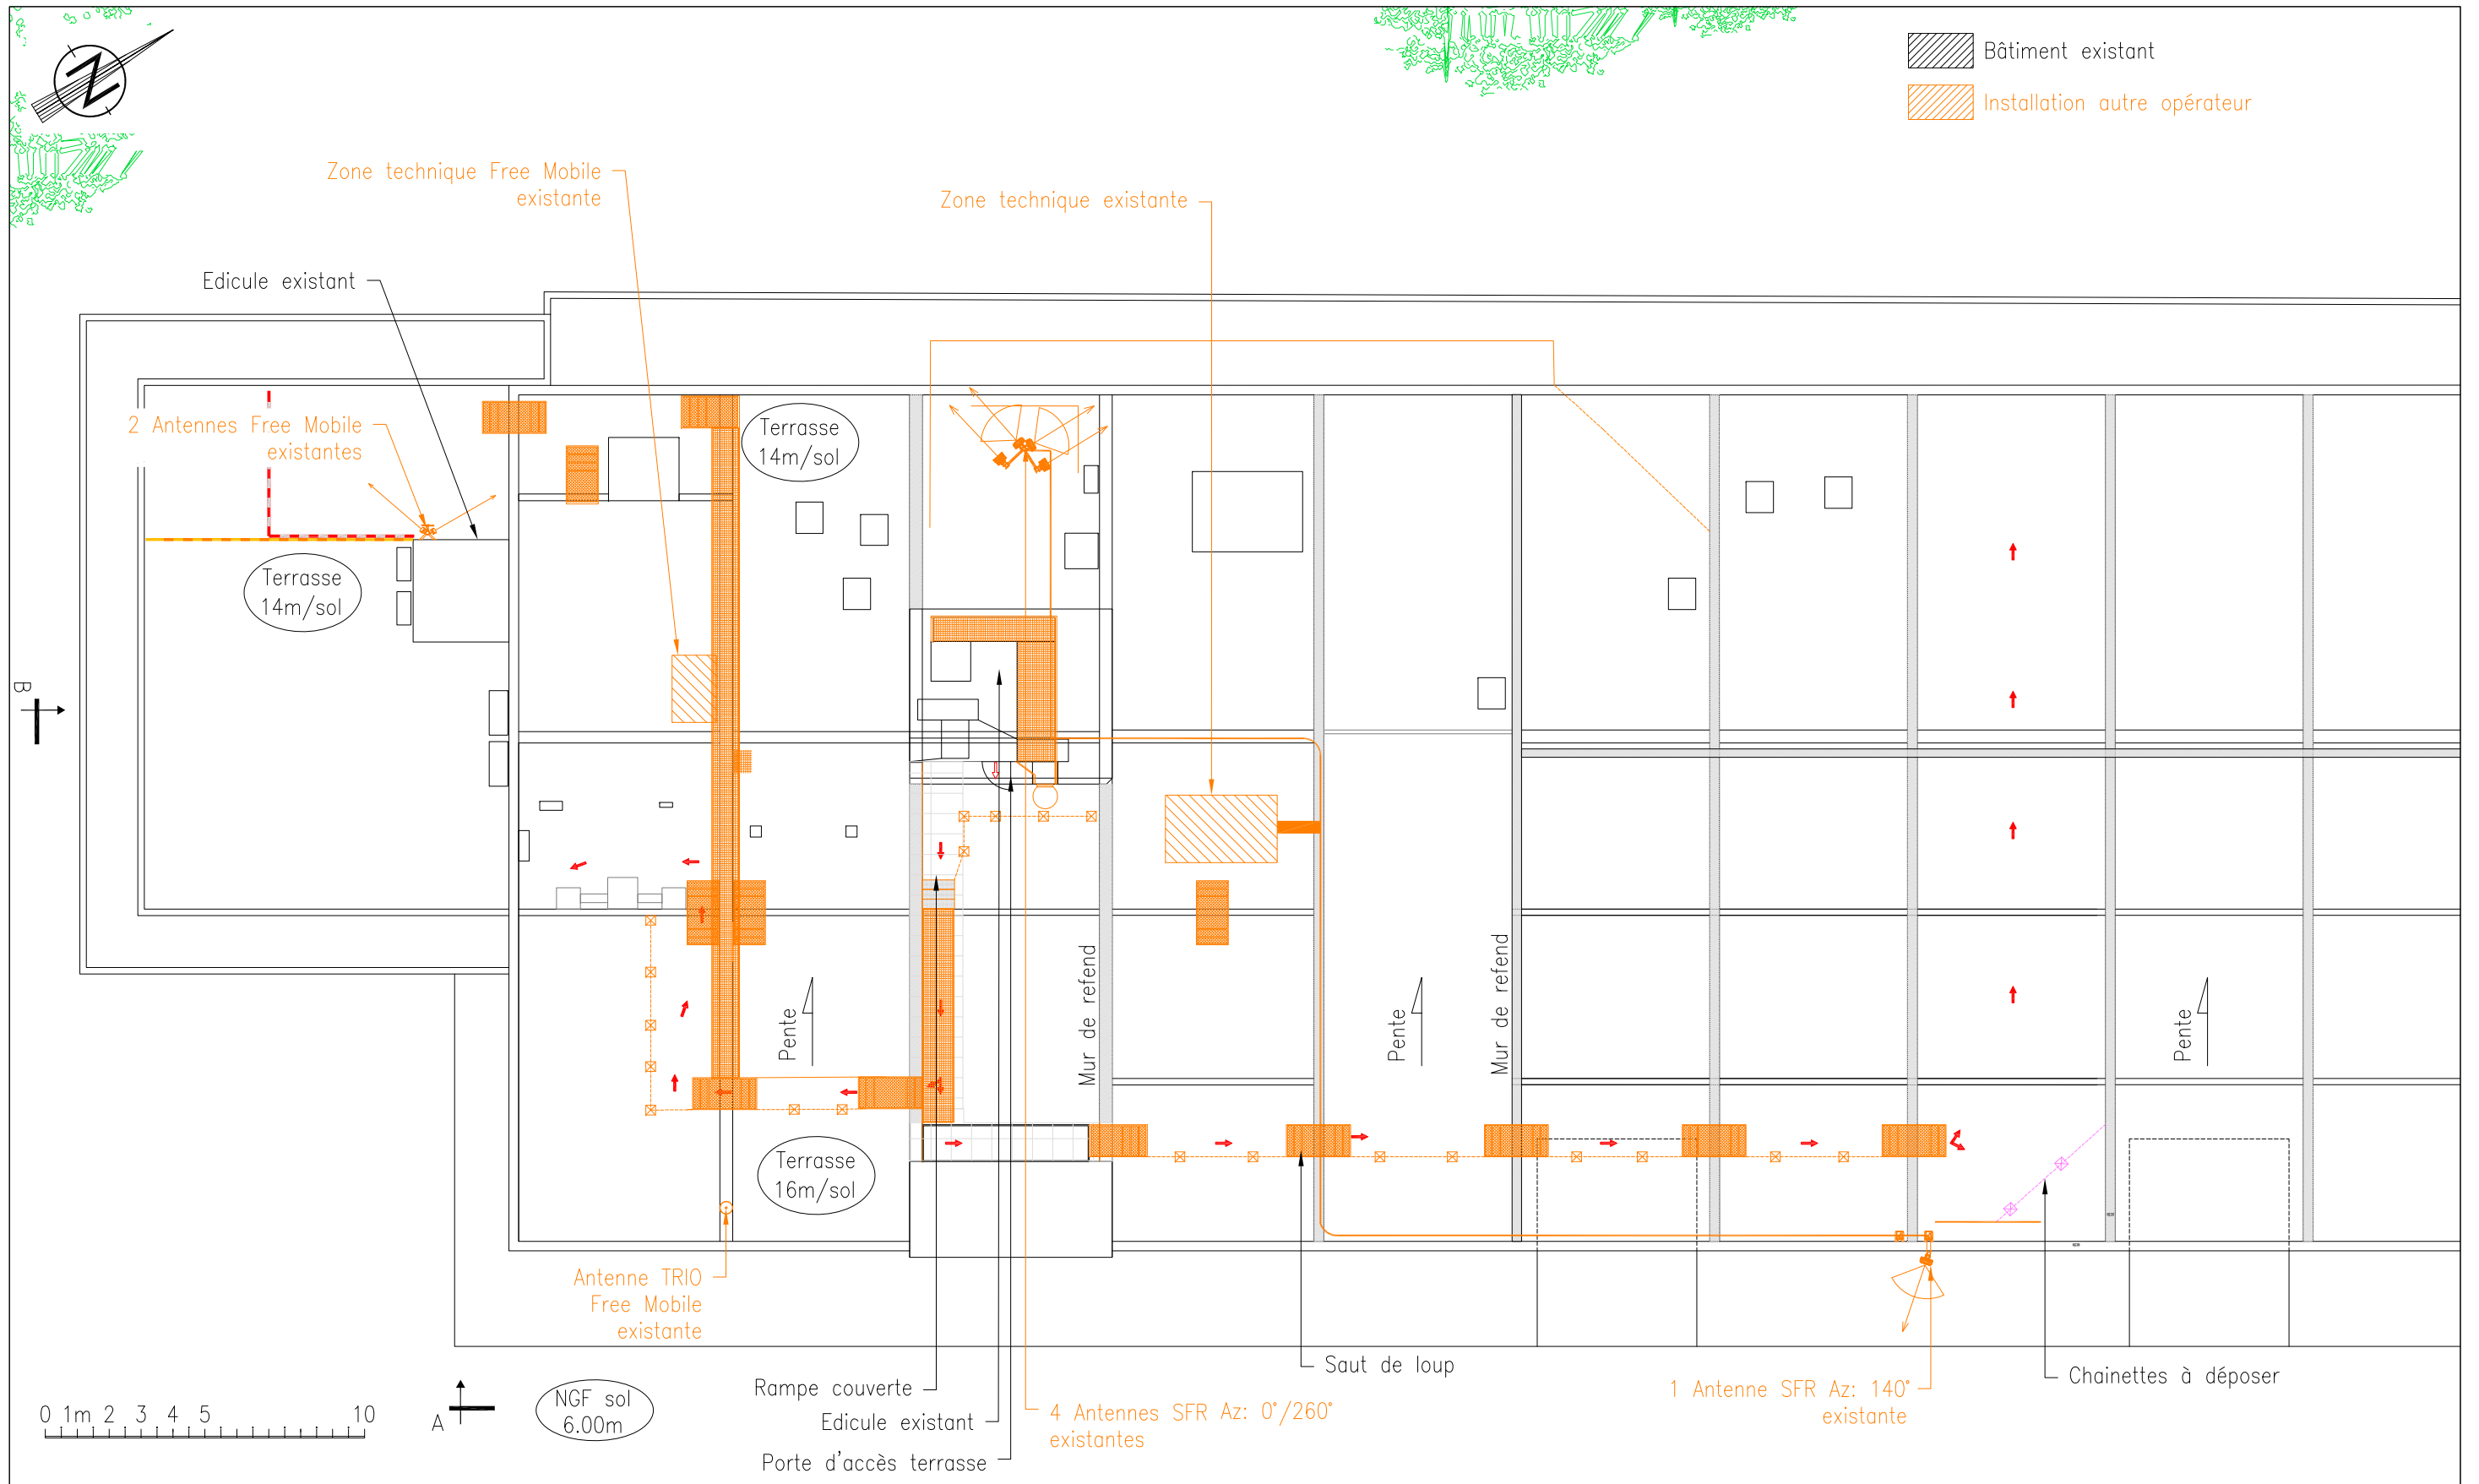 N
Bâtiment existant
Installation autre opérateur
Zone technique Free Mobile
existante
Zone technique existante
Edicule existant
2 Antennes Free Mobile
existantes
Terrasse
14m/sol
Terrasse
14m/sol
B
Mur de refend
Mur de refend
Pente
Pente
Pente
Terrasse
16m/sol
Antenne TRIO
Free Mobile
existante
Saut de loup
Rampe couverte
Edicule existant
Porte d'accès terrasse
4 Antennes SFR Az: 0°/260°
existantes
1 Antenne SFR Az: 140°
existante
Chainettes à déposer
0 1m 2 3 4 5 10
A
NGF sol
6.00m